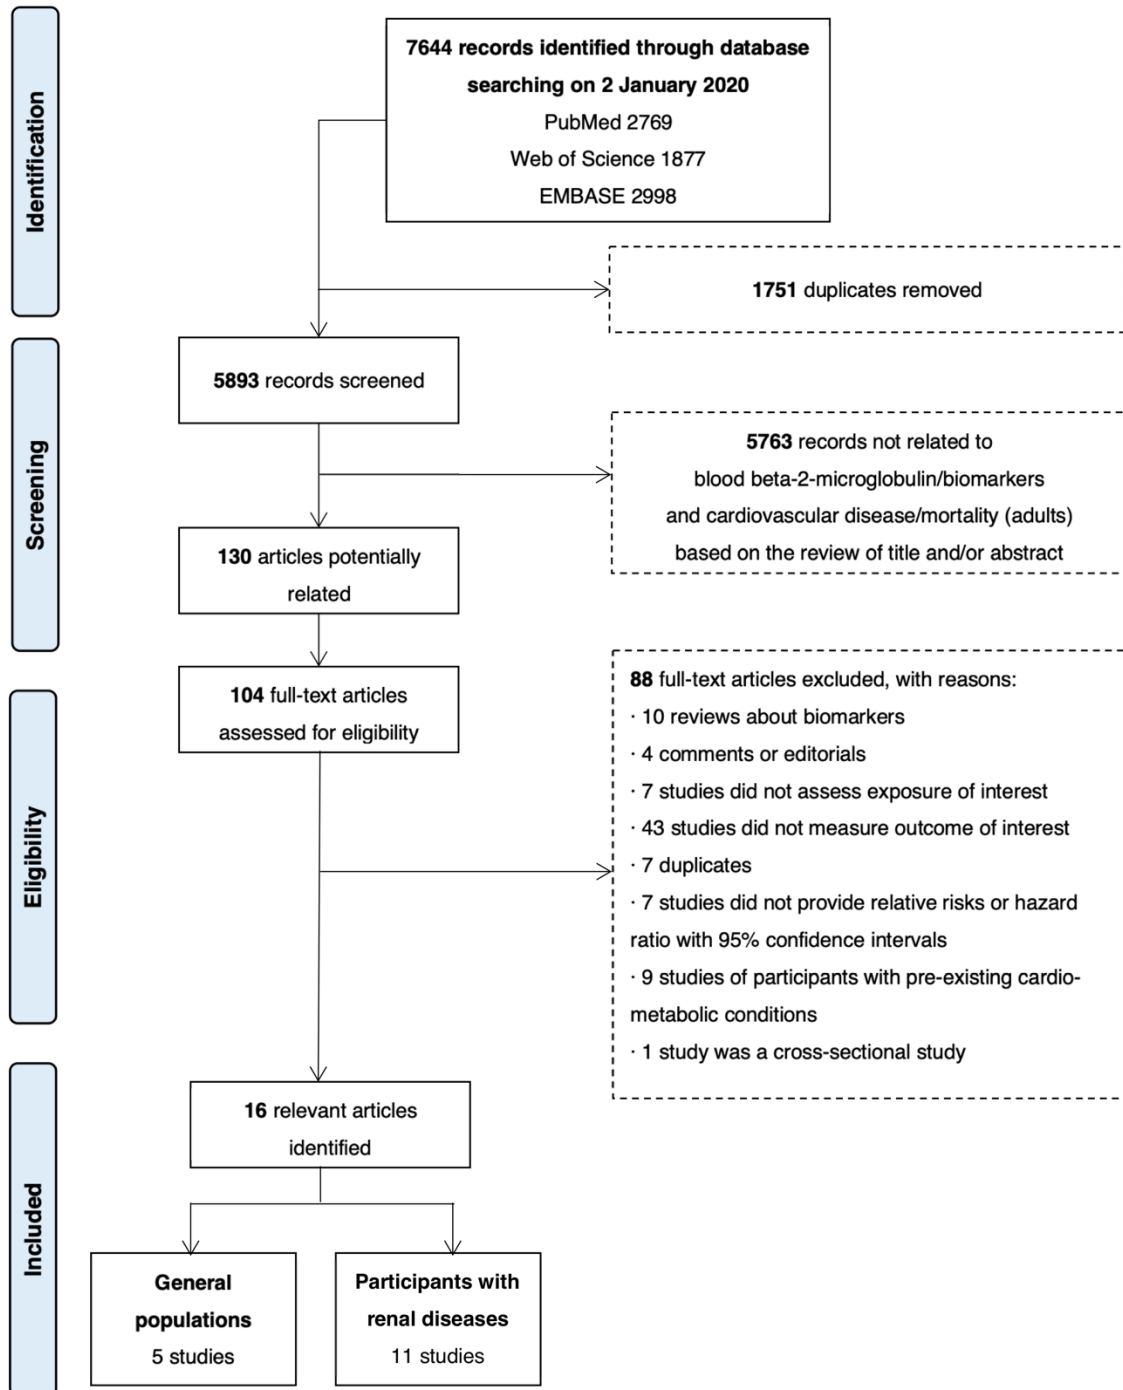 Identification
7644 records identified through database
searching on 2 January 2020
PubMed 2769
Web of Science 1877
EMBASE 2998
1751 duplicates removed
Screening
5893 records screened
5763 records not related to
blood beta-2-microglobulin/biomarkers
and cardiovascular disease/mortality (adults)
based on the review of title and/or abstract
130 articles potentially
related
Eligibility
104 full-text articles
assessed for eligibility
88 full-text articles excluded, with reasons:
· 10 reviews about biomarkers
· 4 comments or editorials
· 7 studies did not assess exposure of interest
· 43 studies did not measure outcome of interest
· 7 duplicates
· 7 studies did not provide relative risks or hazard
ratio with 95% confidence intervals
· 9 studies of participants with pre-existing cardio-
metabolic conditions
· 1 study was a cross-sectional study
Included
16 relevant articles
identified
General
populations
5 studies
Participants with
renal diseases
11 studies